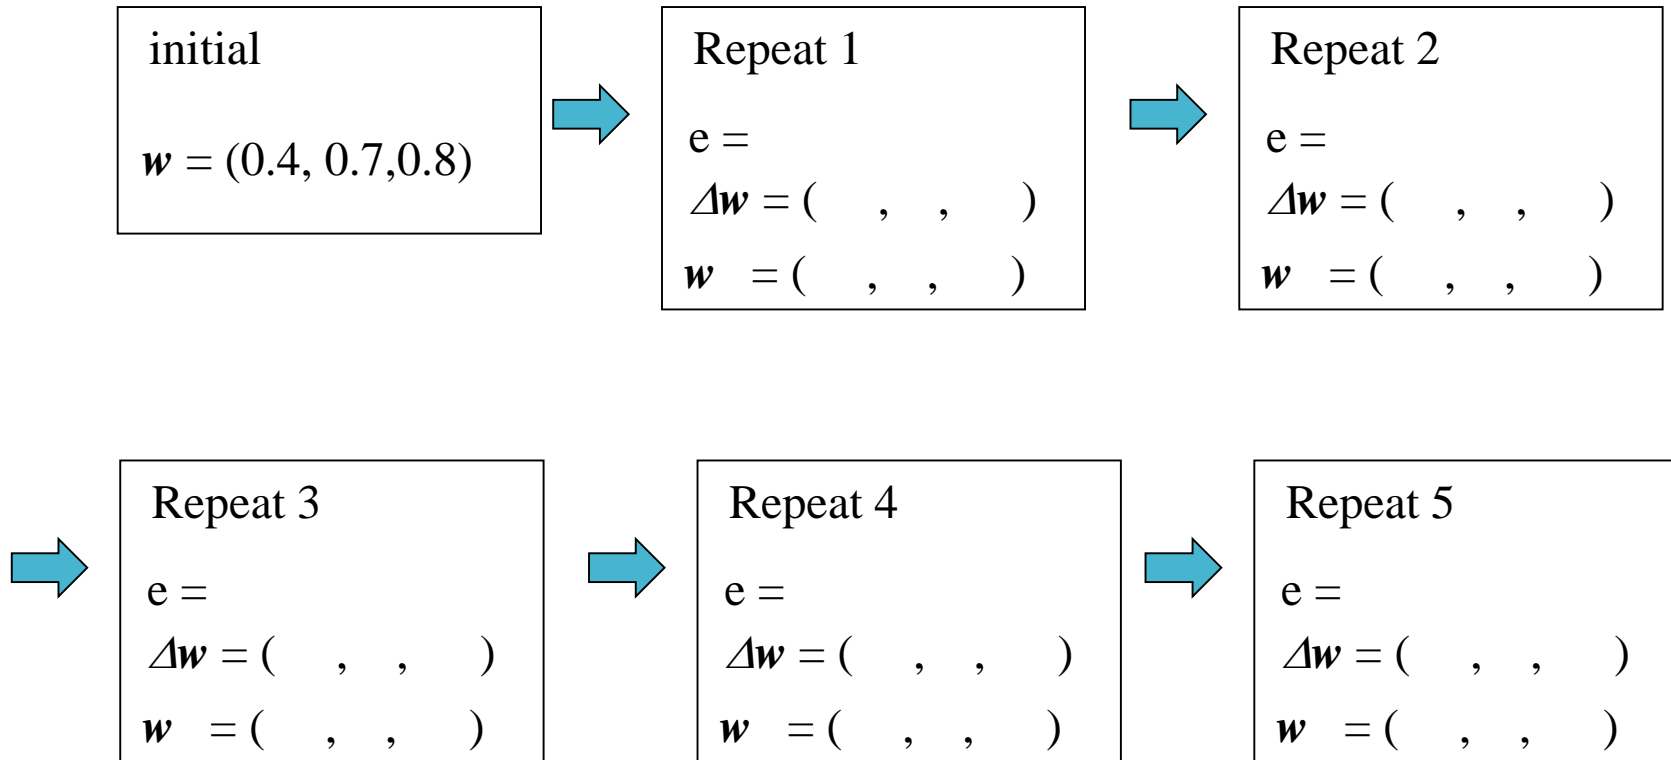 initial
w = (0.4, 0.7,0.8)
Repeat 1
e =
Δw = ( , , )
w = ( , , )
Repeat 2
e =
Δw = ( , , )
w = ( , , )
Repeat 3
e =
Δw = ( , , )
w = ( , , )
Repeat 4
e =
Δw = ( , , )
w = ( , , )
Repeat 5
e =
Δw = ( , , )
w = ( , , )